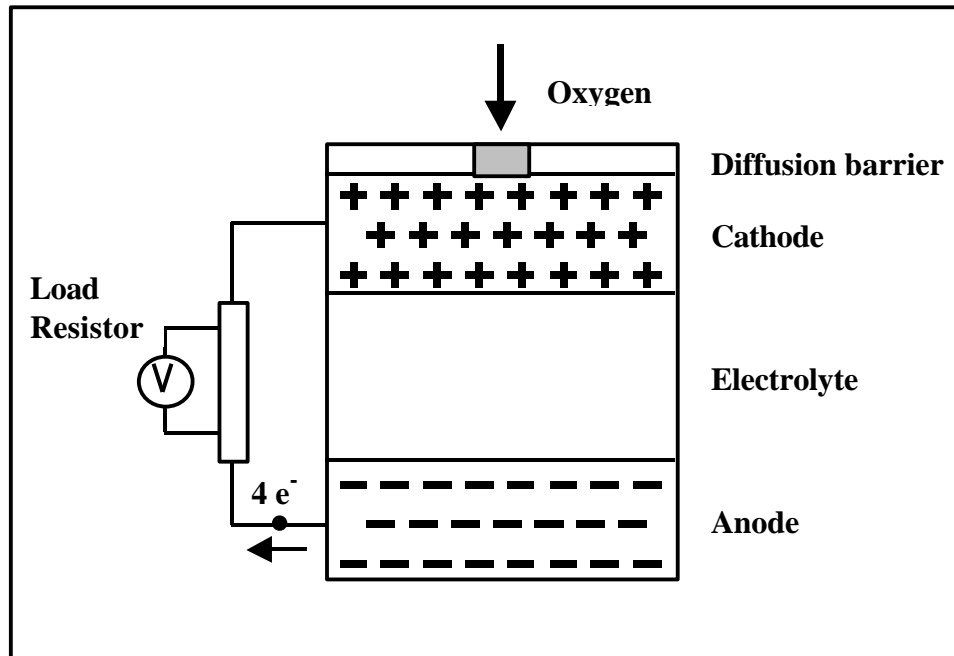 Oxygen
Diffusion barrier
Cathode
Load
Resistor
V
Electrolyte
4 e-
Anode